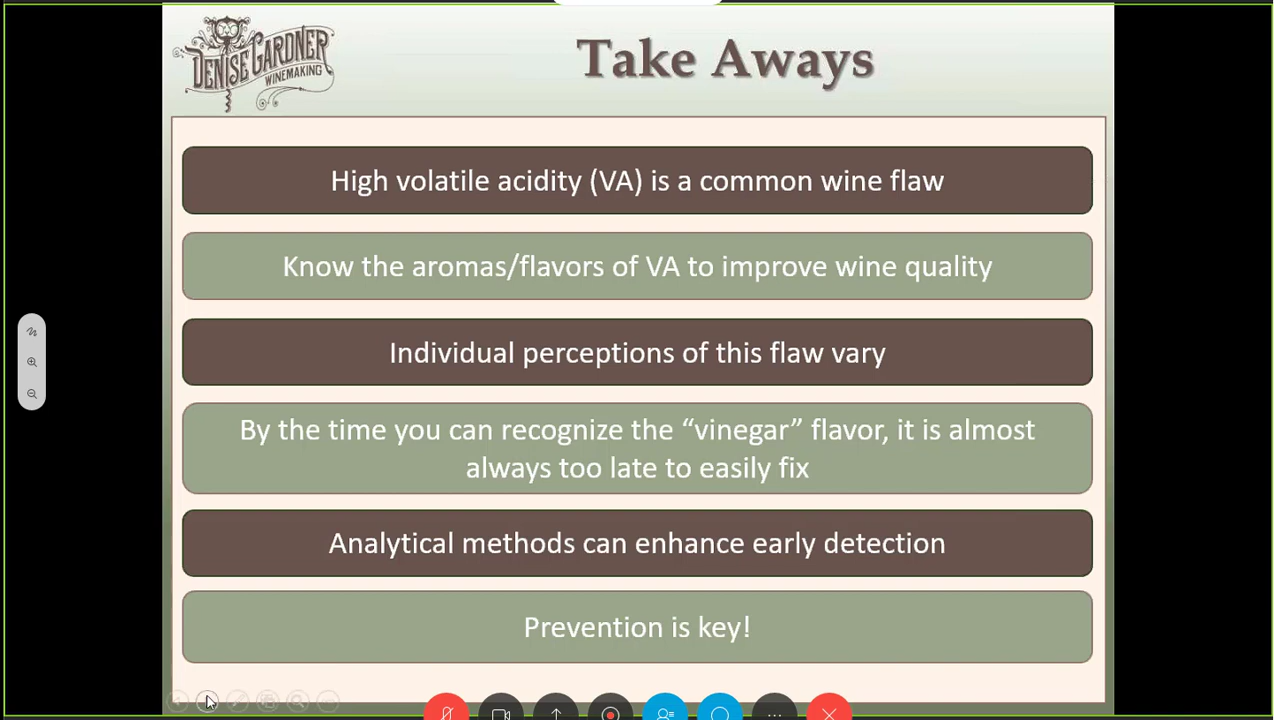 DENISE GARDNER
WINEMAKING
Take Aways
High volatile acidity (VA) is a common wine flaw
Know the aromas/flavors of VA to improve wine quality
Individual perceptions of this flaw vary
By the time you can recognize the “vinegar” flavor, it is almost
always too late to easily fix
Analytical methods can enhance early detection
Prevention is key!